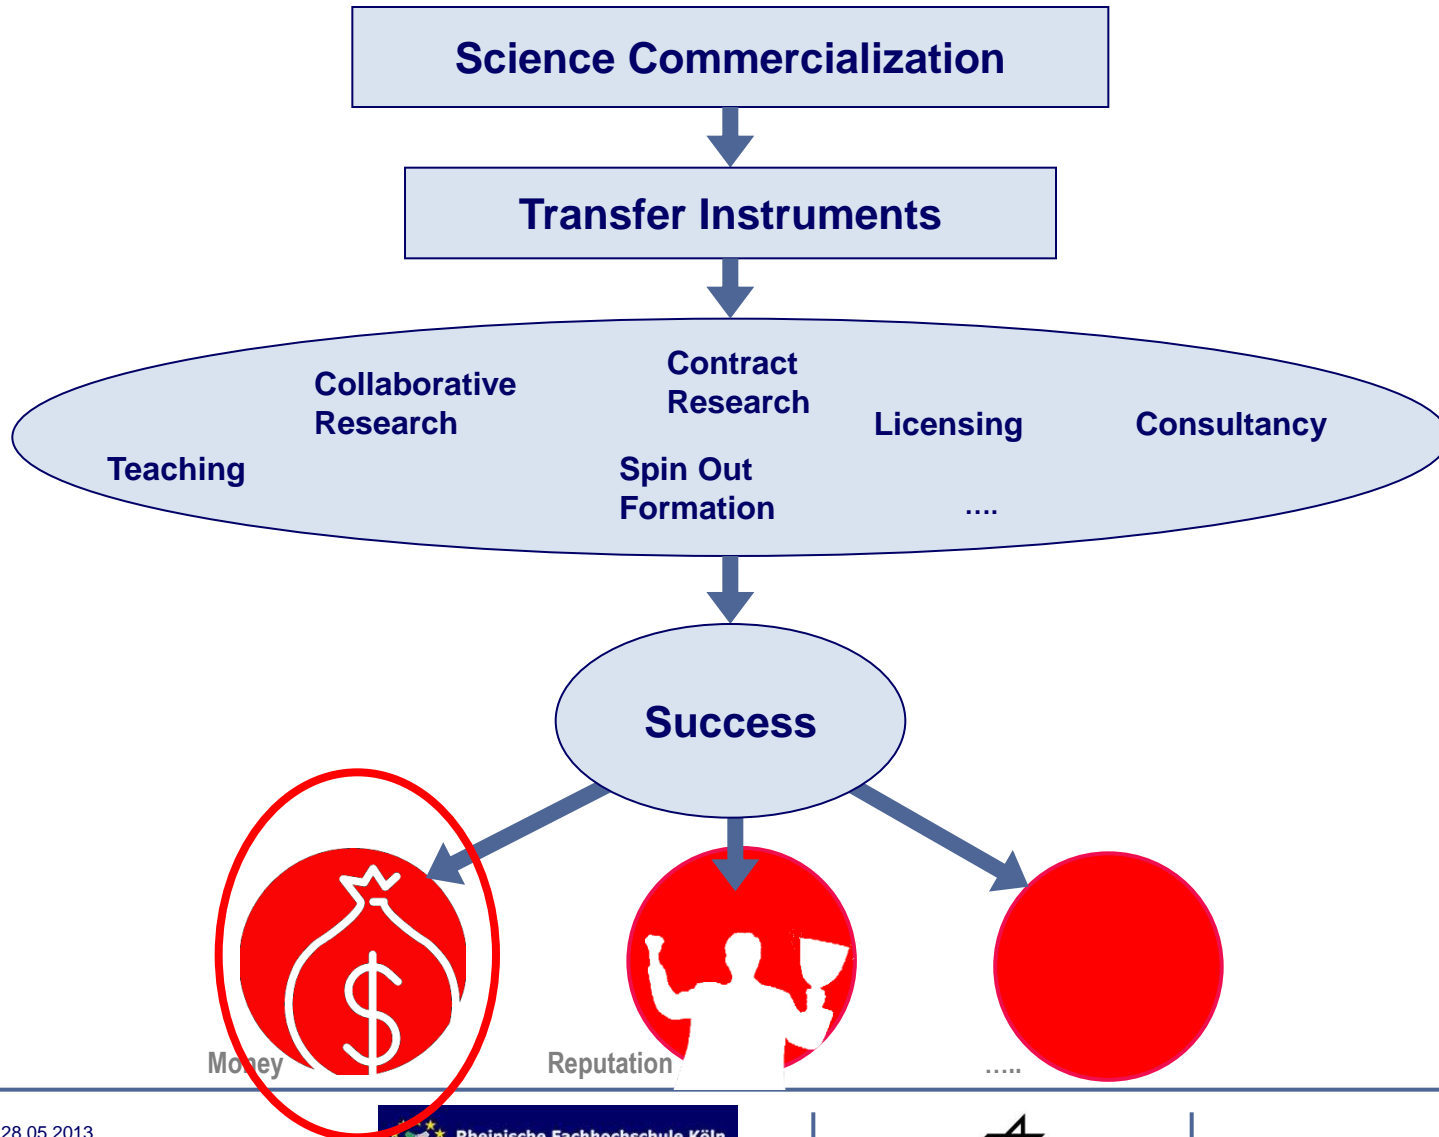 Science Commercialization
Transfer Instruments
Collaborative
Research
Contract
Research
Licensing
Consultancy
Teaching
Spin Out
Formation
....
Success
$
Money
Reputation
.....
28.05.2013
Rheinische Fachhochschule Köln